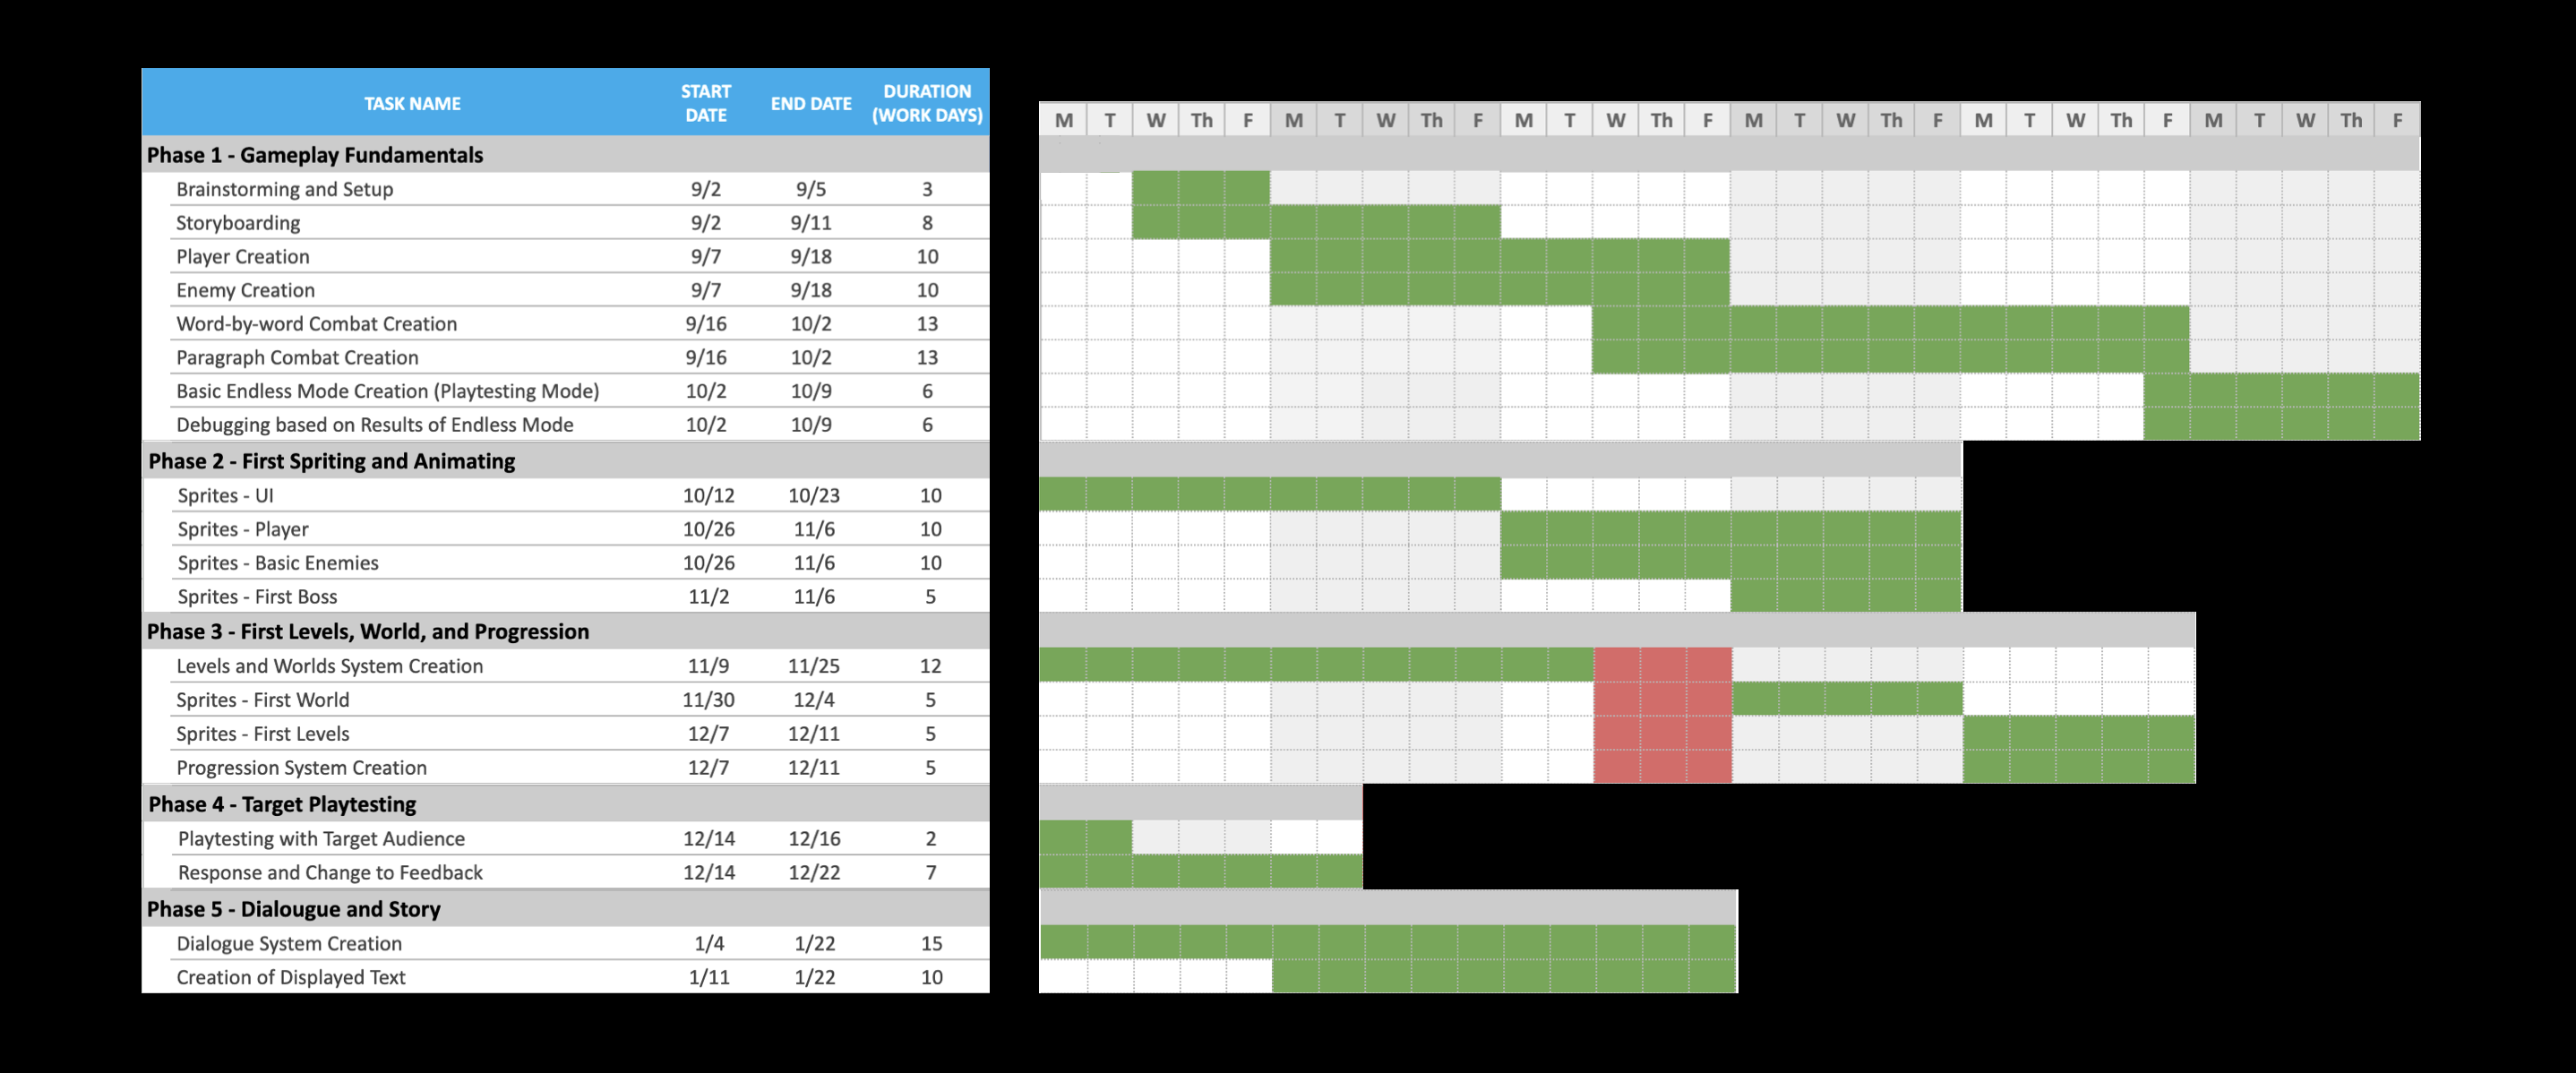 TASK NAME START DATE END DATE DURATION (WORK DAYS)
M T W Th F M T W Th F M T W Th F M T W Th F M T W Th F M T W Th F
Phase 1 - Gameplay Fundamentals
Brainstorming and Setup 9/2 9/5 3
Storyboarding 9/2 9/11 8
Player Creation 9/7 9/18 10
Enemy Creation 9/7 9/18 10
Word-by-word Combat Creation 9/16 10/2 13
Paragraph Combat Creation 9/16 10/2 13
Basic Endless Mode Creation (Playtesting Mode) 10/2 10/9 6
Debugging based on Results of Endless Mode 10/2 10/9 6
Phase 2 - First Spriting and Animating
Sprites - UI 10/12 10/23 10
Sprites - Player 10/26 11/6 10
Sprites - Basic Enemies 10/26 11/6 10
Sprites - First Boss 11/2 11/6 5
Phase 3 - First Levels, World, and Progression
Levels and Worlds System Creation 11/9 11/25 12
Sprites - First World 11/30 12/4 5
Sprites - First Levels 12/7 12/11 5
Progression System Creation 12/7 12/11 5
Phase 4 - Target Playtesting
Playtesting with Target Audience 12/14 12/16 2
Response and Change to Feedback 12/14 12/22 7
Phase 5 - Dialougue and Story
Dialogue System Creation 1/4 1/22 15
Creation of Displayed Text 1/11 1/22 10